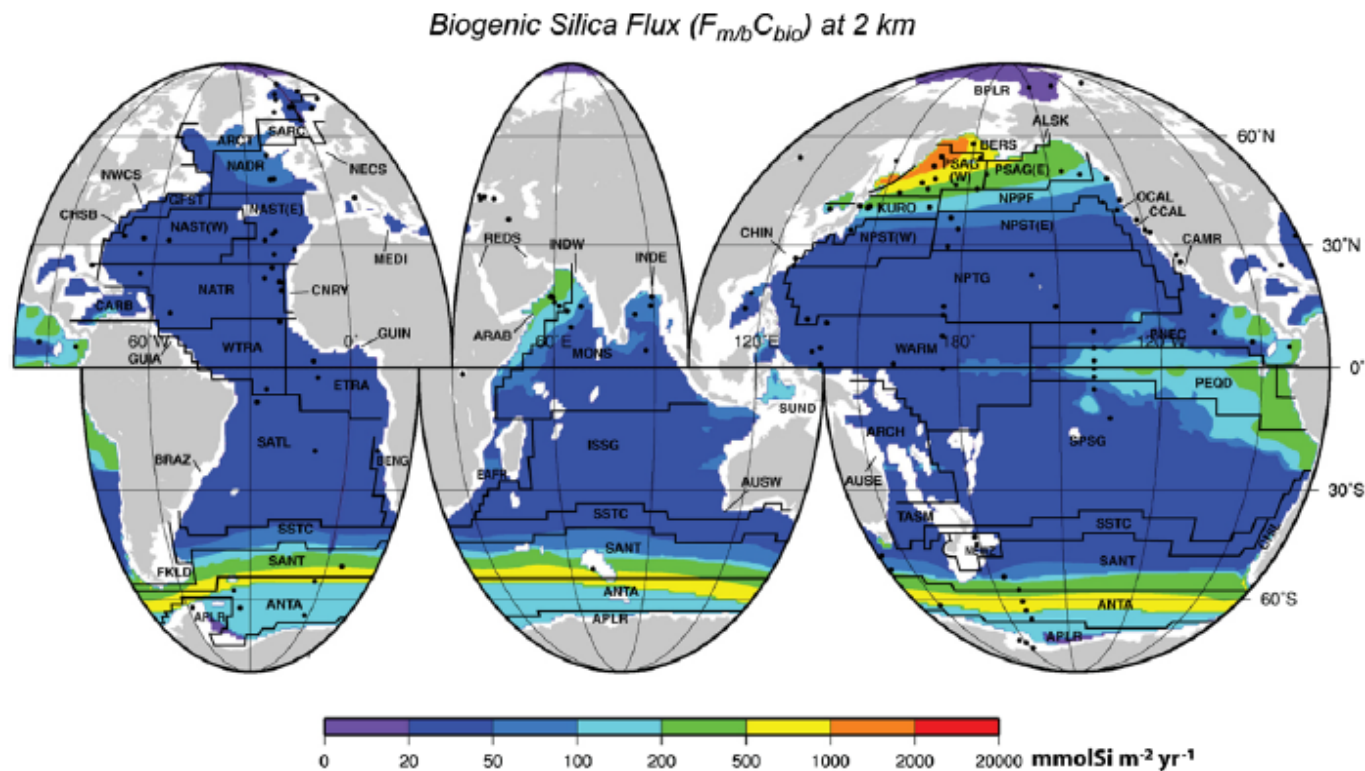 Biogenic Silica Flux (Fm/bCbio) at 2 km
BPLR
ALSK
SARC
60˚N
ARCT
BERS
NADR
PSAG (W)
PSAG(E)
NECS
NWCS
GFST
NAST(E)
KURO
NPPF
OCAL
CCAL
CHSB
NAST(W)
REDS
INDW
CHIN
NPST(W)
NPST(E)
INDE
CAMR
30˚N
MEDI
NATR
CNRY
NPTG
CARB
ARAB
60˚W
GUIA
0˚
GUIN
60˚E
MONS
120˚E
180˚
WTRA
WARM
0˚
ETRA
PEQD
SUND
SATL
ISSG
ARCH
SPSG
BRAZ
BENG
EAFR
AUSW
AUSE
30˚S
SSTC
SSTC
TASM
SSTC
NEWZ
SANT
SANT
SANT
FKLD
ANTA
ANTA
ANTA
60˚S
APLR
APLR
APLR
0 20 50 100 200 500 1000 2000 20000 mmolSi m-2 yr-1